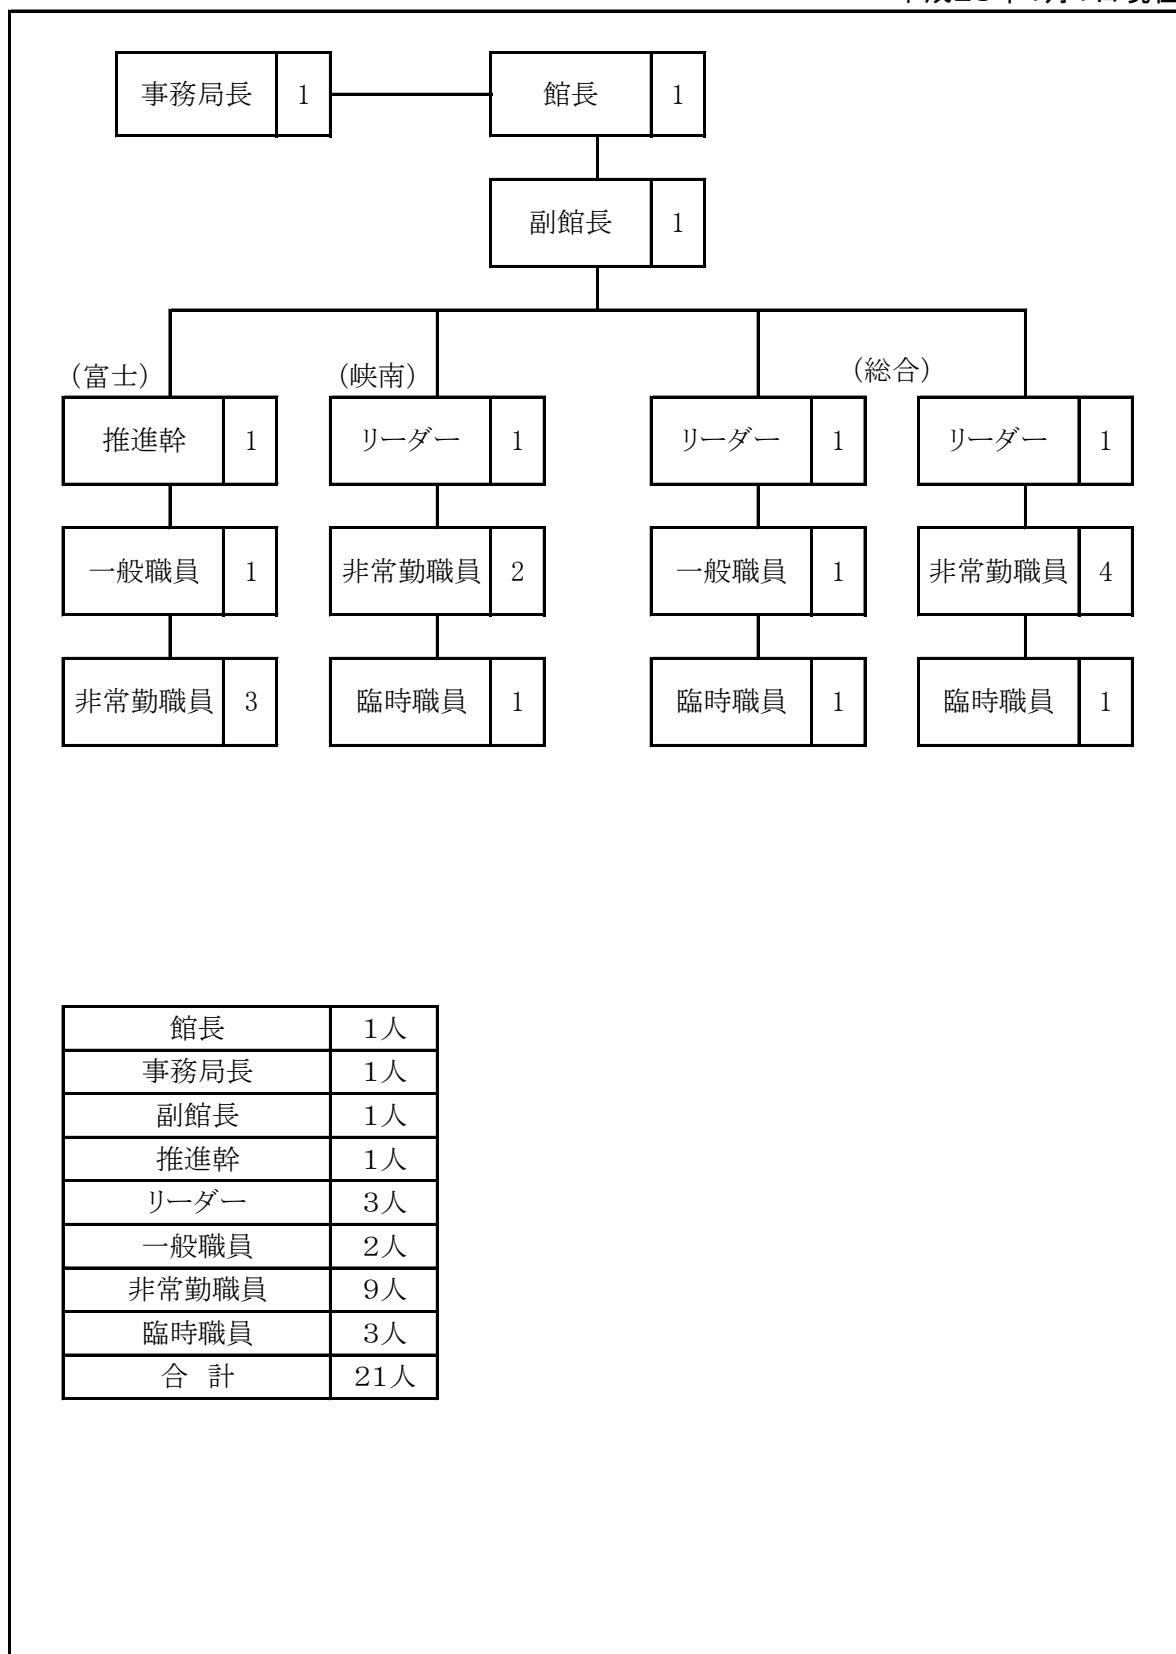 事務局長 1 館長 1
副館長 1
（富士） （峡南） （総合）
推進幹 1 リーダー 1 リーダー 1 リーダー 1
一般職員 1 非常勤職員 2 一般職員 1 非常勤職員 4
非常勤職員 3 臨時職員 1 臨時職員 1 臨時職員 1
館長 1人
事務局長 1人
副館長 1人
推進幹 1人
リーダー 3人
一般職員 2人
非常勤職員 9人
臨時職員 3人
合 計 21人